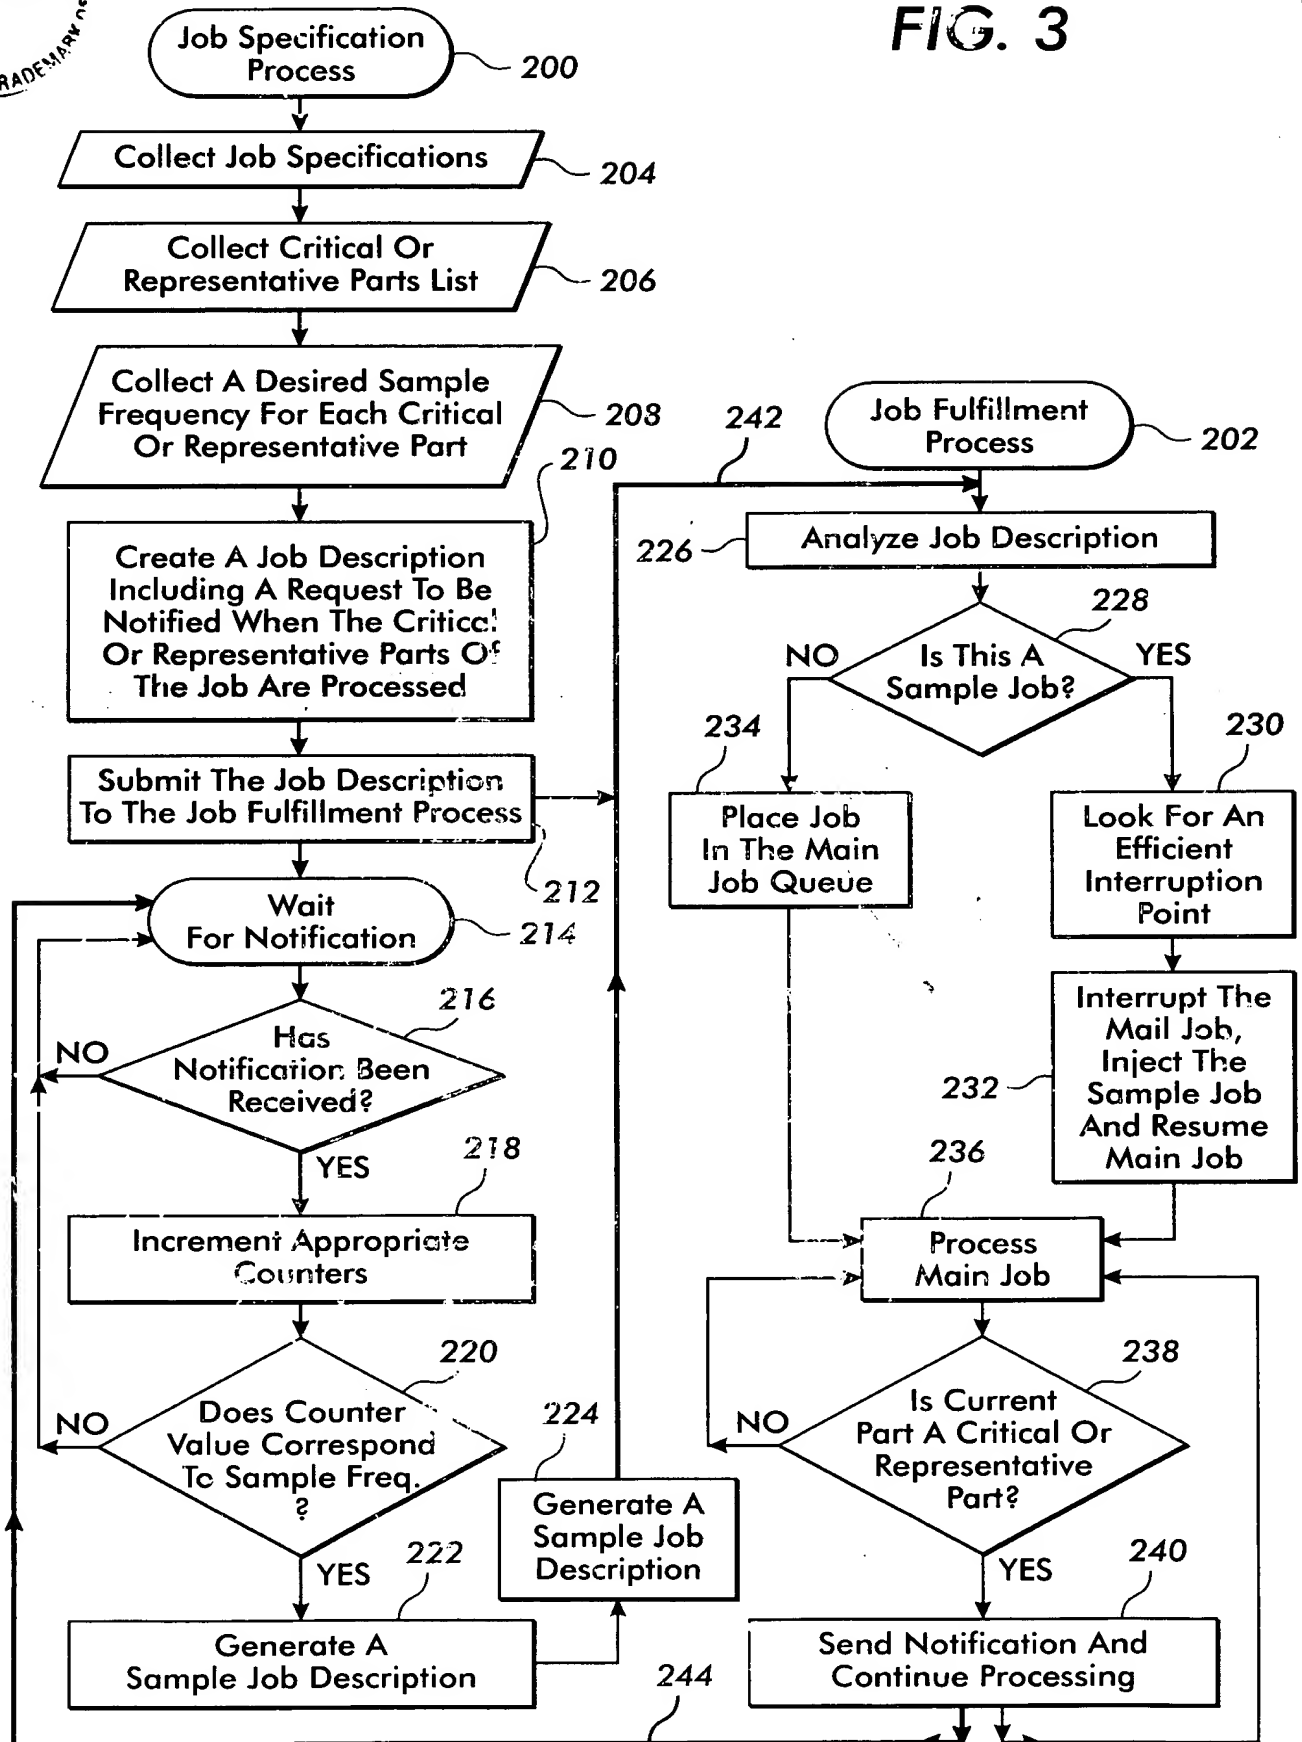 RADEMARK
FIG. 3
Job Specification
Process
200
Collect Job Specifications
204
Collect Critical Or
Representative Parts List
206
Collect A Desired Sample
Frequency For Each Critical
Or Representative Part
208
210
Create A Job Description
Including A Request To Be
Notified When The Critical
Or Representative Parts Of
The Job Are Processed
Submit The Job Description
To The Job Fulfillment Process
212
Wait
For Notification
214
216
Has
Notification Been
Received?
NO
YES
218
Increment Appropriate
Counters
220
Does Counter
Value Correspond
To Sample Freq.
?
NO
YES
222
Generate A
Sample Job Description
224
Generate A
Sample Job
Description
242
Job Fulfillment
Process
202
226
Analyze Job Description
228
Is This A
Sample Job?
NO
YES
234
Place Job
In The Main
Job Queue
230
Look For An
Efficient
Interruption
Point
232
Interrupt The
Mail Job,
Inject The
Sample Job
And Resume
Main Job
236
Process
Main Job
238
Is Current
Part A Critical Or
Representative
Part?
NO
YES
240
Send Notification And
Continue Processing
244